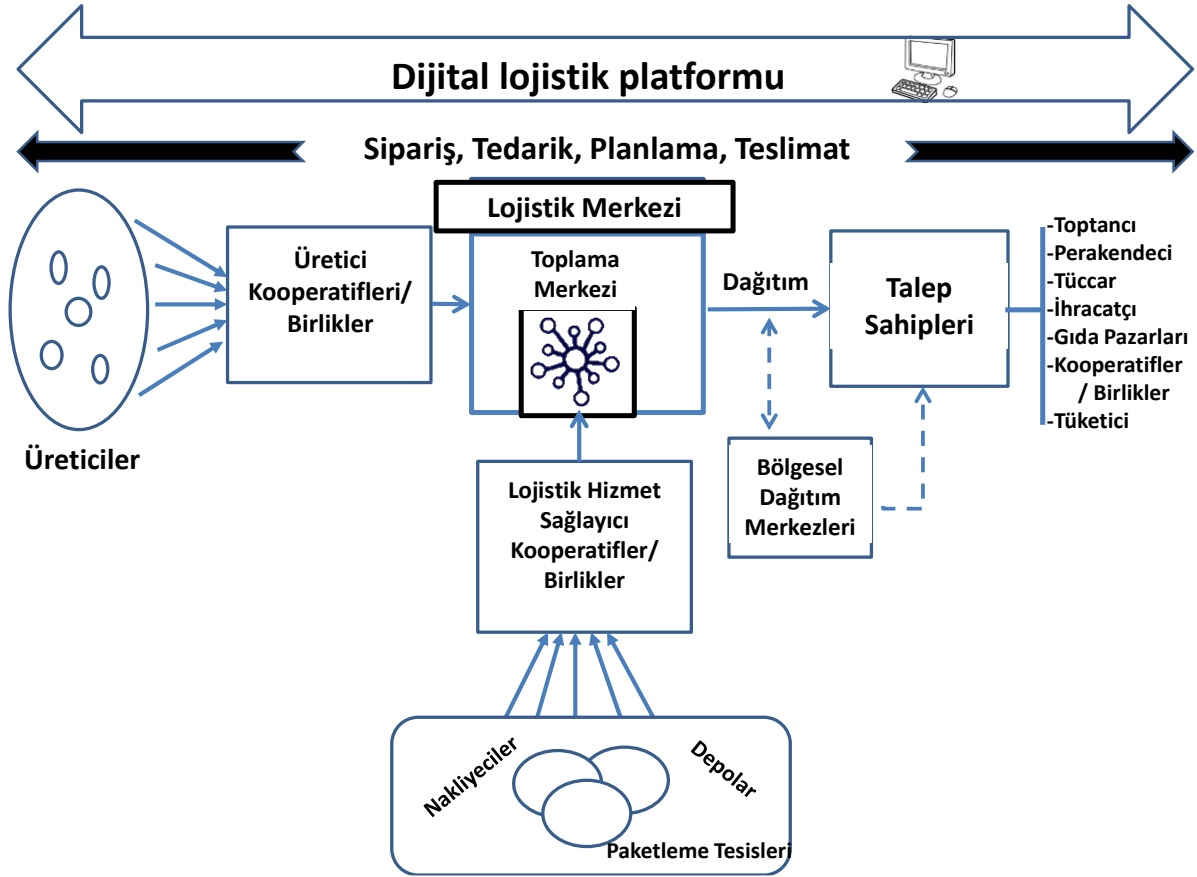 Dijital lojistik platformu
Sipariş, Tedarik, Planlama, Teslimat
Üreticiler
Üretici
Kooperatifleri/
Birlikler
Lojistik Merkezi
Toplama
Merkezi
Dağıtım
Talep
Sahipleri
-Toptancı
-Perakendeci
-Tüccar
-İhracatçı
-Gıda Pazarları
-Kooperatifler
/ Birlikler
-Tüketici
Bölgesel
Dağıtım
Merkezleri
Lojistik Hizmet
Sağlayıcı
Kooperatifler/
Birlikler
Nakliyeciler
Depolar
Paketleme Tesisleri